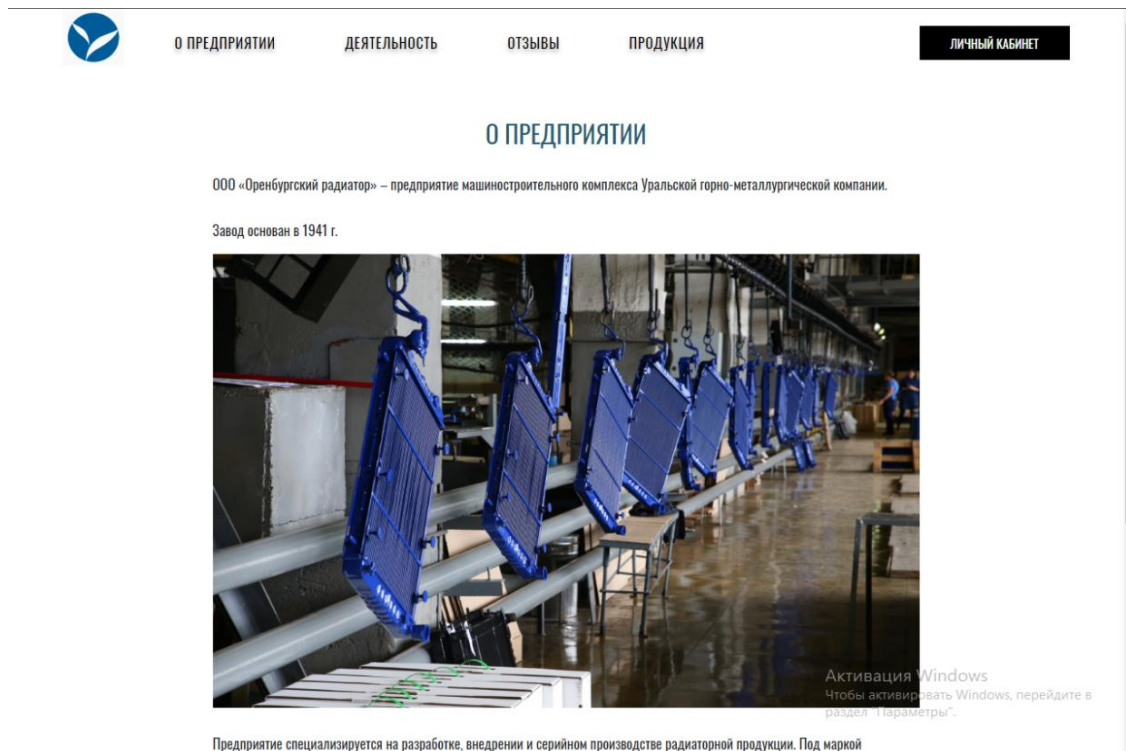 О ПРЕДПРИЯТИИ ДЕЯТЕЛЬНОСТЬ ОТЗЫВЫ ПРОДУКЦИЯ ЛИЧНЫЙ КАБИНЕТ
О ПРЕДПРИЯТИИ
ООО «Оренбургский радиатор» – предприятие машиностроительного комплекса Уральской горно-металлургической компании.
Завод основан в 1941 г.
Активация Windows
Чтобы активировать Windows, перейдите в
раздел "Параметры".
Предприятие специализируется на разработке, внедрении и серийном производстве радиаторной продукции. Под маркой